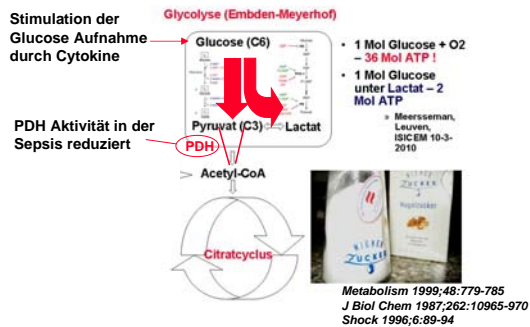 Stimulation der
Glucose Aufnahme
durch Cytokine
Glycolyse (Embden-Meyerhof)
Glucose (C6)
Pyruvat (C3)
Lactat
PDH Aktivität in der
Sepsis reduziert
PDH
Acetyl-CoA
Citratcyclus
• 1 Mol Glucose + O2
– 36 Mol ATP !
• 1 Mol Glucose
unter Lactat – 2
Mol ATP
» Meersseman,
Leuven,
ISICEM 10-3-
2010
WIENER
ZUCKER
WIENER
ZUCKER
Metabolism 1999;48:779-785
J Biol Chem 1987;262:10965-970
Shock 1996;6:89-94